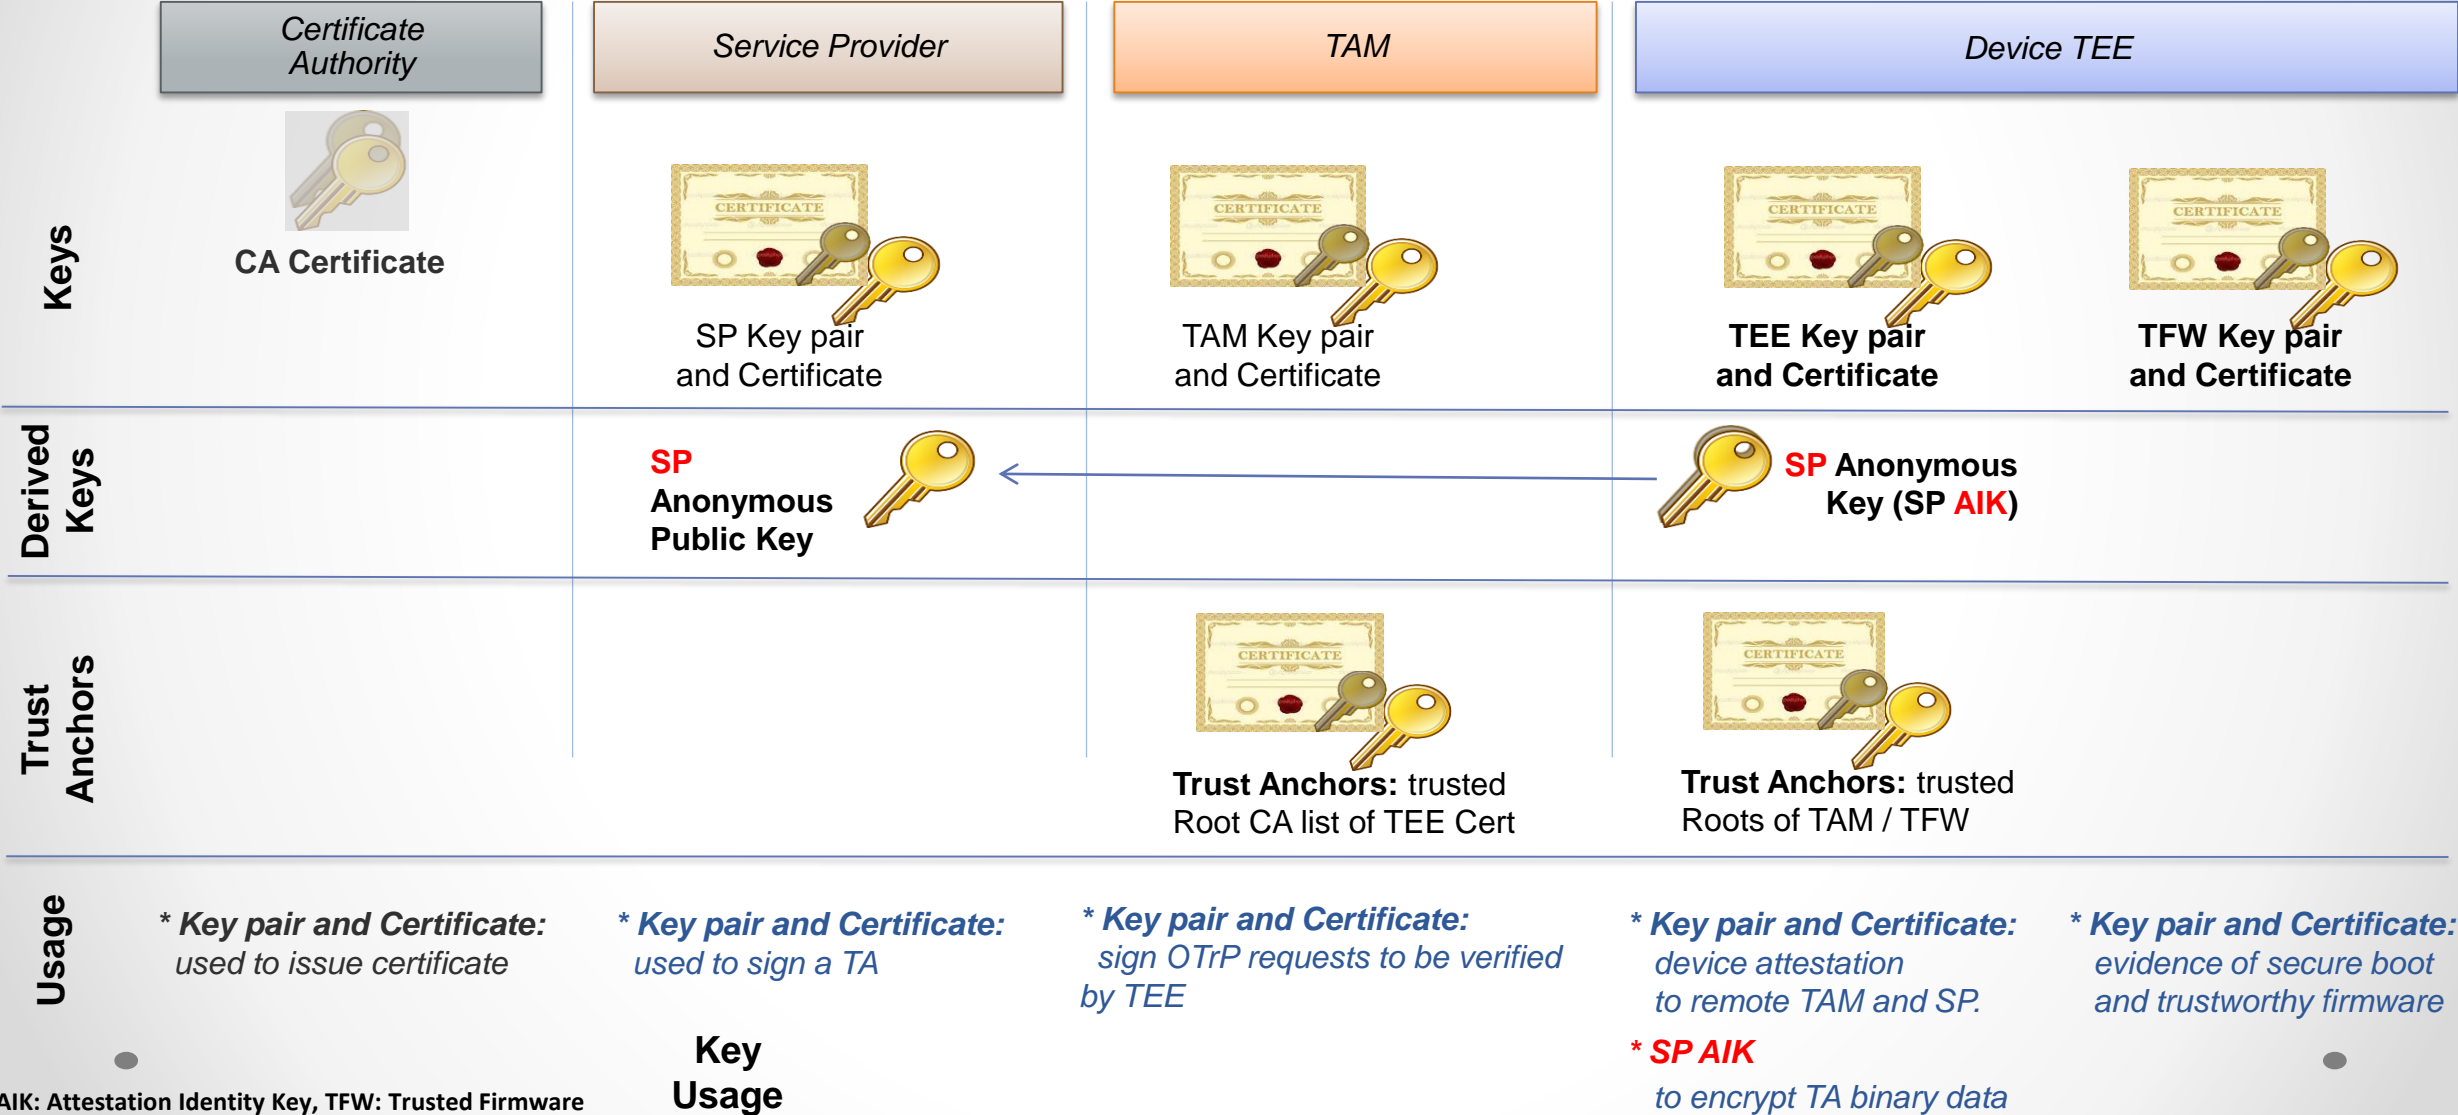 Certificate
Authority
Service Provider
TAM
Device TEE
Keys
CA Certificate
CERTIFICATE
SP Key pair
and Certificate
CERTIFICATE
TAM Key pair
and Certificate
CERTIFICATE
TEE Key pair
and Certificate
CERTIFICATE
TFW Key pair
and Certificate
Derived
Keys
SP
Anonymous
Public Key
SP Anonymous
Key (SP AIK)
Trust
Anchors
CERTIFICATE
Trust Anchors: trusted
Root CA list of TEE Cert
CERTIFICATE
Trust Anchors: trusted
Roots of TAM / TFW
Usage
* Key pair and Certificate:
used to issue certificate
* Key pair and Certificate:
used to sign a TA
* Key pair and Certificate:
sign OTrP requests to be verified
by TEE
* Key pair and Certificate:
device attestation
to remote TAM and SP.
* SP AIK
to encrypt TA binary data
* Key pair and Certificate:
evidence of secure boot
and trustworthy firmware
Key
Usage
AIK: Attestation Identity Key, TFW: Trusted Firmware